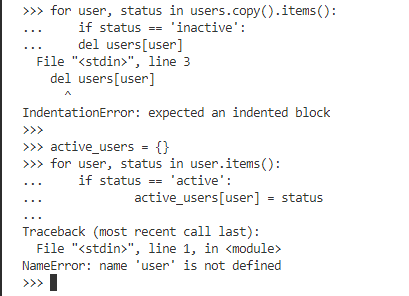 >>> for user, status in users.copy().items():
...     if status == 'inactive':
...     del users[user]
  File "<stdin>", line 3
    del users[user]
      ^
IndentationError: expected an indented block
>>>
>>> active_users = {}
>>> for user, status in user.items():
...     if status == 'active':
...             active_users[user] = status
...
Traceback (most recent call last):
  File "<stdin>", line 1, in <module>
NameError: name 'user' is not defined
>>>